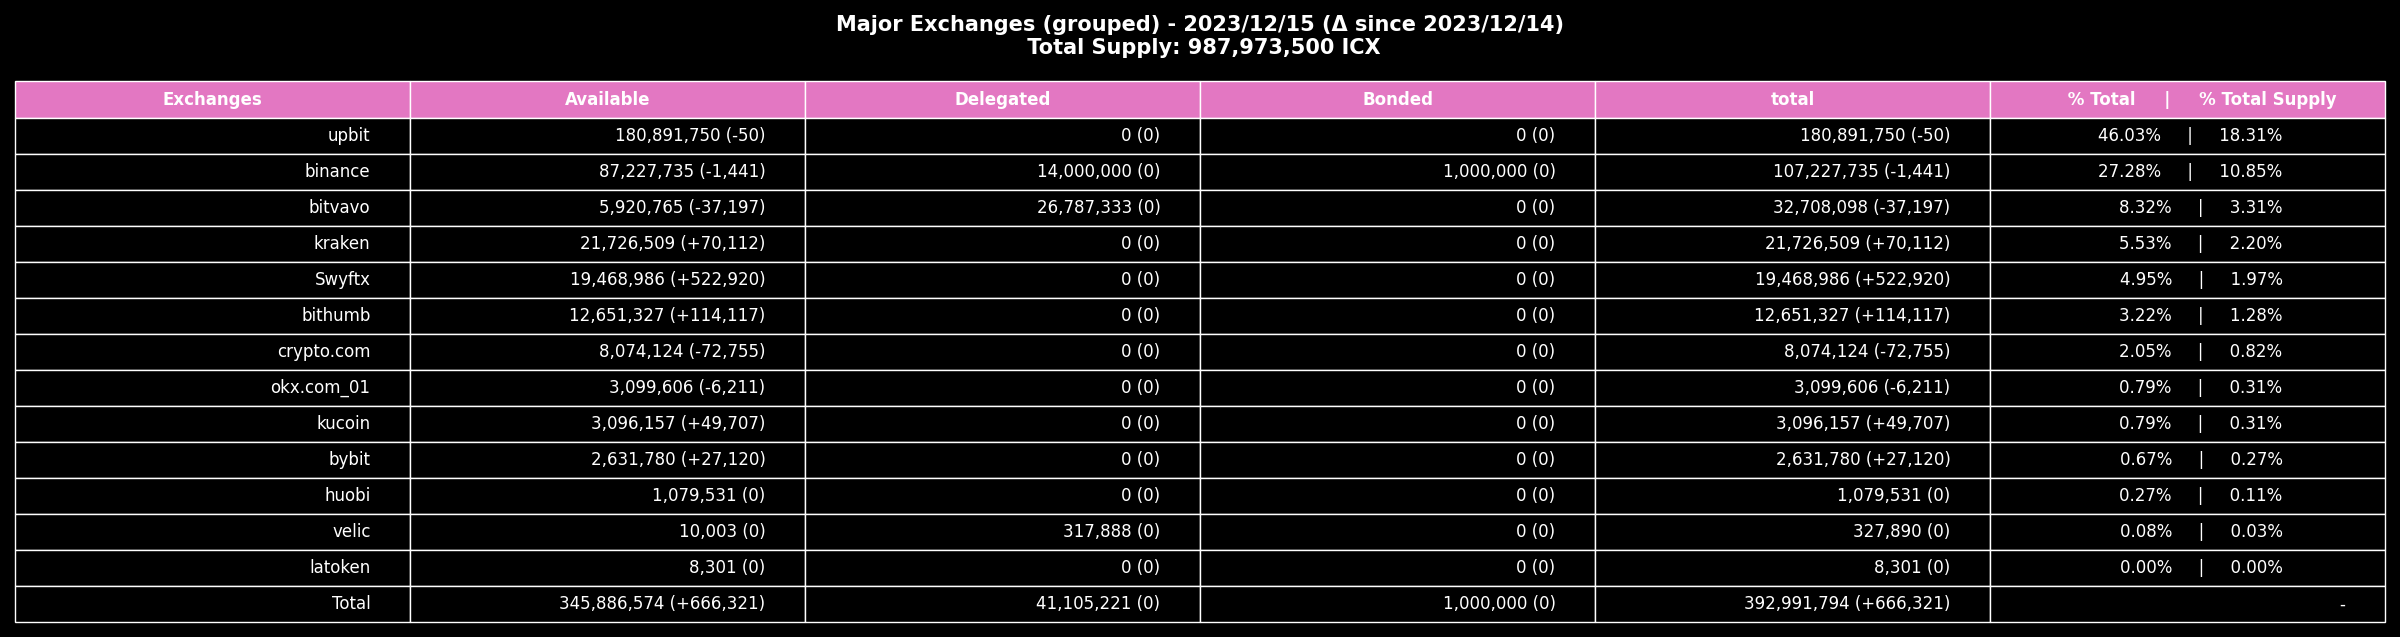 Major Exchanges (grouped) - 2023/12/15 (Δ since 2023/12/14)
Total Supply: 987,973,500 ICX
Exchanges Available Delegated Bonded total % Total | % Total Supply
upbit 180,891,750 (-50) 0 (0) 0 (0) 180,891,750 (-50) 46.03% | 18.31%
binance 87,227,735 (-1,441) 14,000,000 (0) 1,000,000 (0) 107,227,735 (-1,441) 27.28% | 10.85%
bitvavo 5,920,765 (-37,197) 26,787,333 (0) 0 (0) 32,708,098 (-37,197) 8.32% | 3.31%
kraken 21,726,509 (+70,112) 0 (0) 0 (0) 21,726,509 (+70,112) 5.53% | 2.20%
Swyftx 19,468,986 (+522,920) 0 (0) 0 (0) 19,468,986 (+522,920) 4.95% | 1.97%
bithumb 12,651,327 (+114,117) 0 (0) 0 (0) 12,651,327 (+114,117) 3.22% | 1.28%
crypto.com 8,074,124 (-72,755) 0 (0) 0 (0) 8,074,124 (-72,755) 2.05% | 0.82%
okx.com_01 3,099,606 (-6,211) 0 (0) 0 (0) 3,099,606 (-6,211) 0.79% | 0.31%
kucoin 3,096,157 (+49,707) 0 (0) 0 (0) 3,096,157 (+49,707) 0.79% | 0.31%
bybit 2,631,780 (+27,120) 0 (0) 0 (0) 2,631,780 (+27,120) 0.67% | 0.27%
huobi 1,079,531 (0) 0 (0) 0 (0) 1,079,531 (0) 0.27% | 0.11%
velic 10,003 (0) 317,888 (0) 0 (0) 327,890 (0) 0.08% | 0.03%
latoken 8,301 (0) 0 (0) 0 (0) 8,301 (0) 0.00% | 0.00%
Total 345,886,574 (+666,321) 41,105,221 (0) 1,000,000 (0) 392,991,794 (+666,321) -